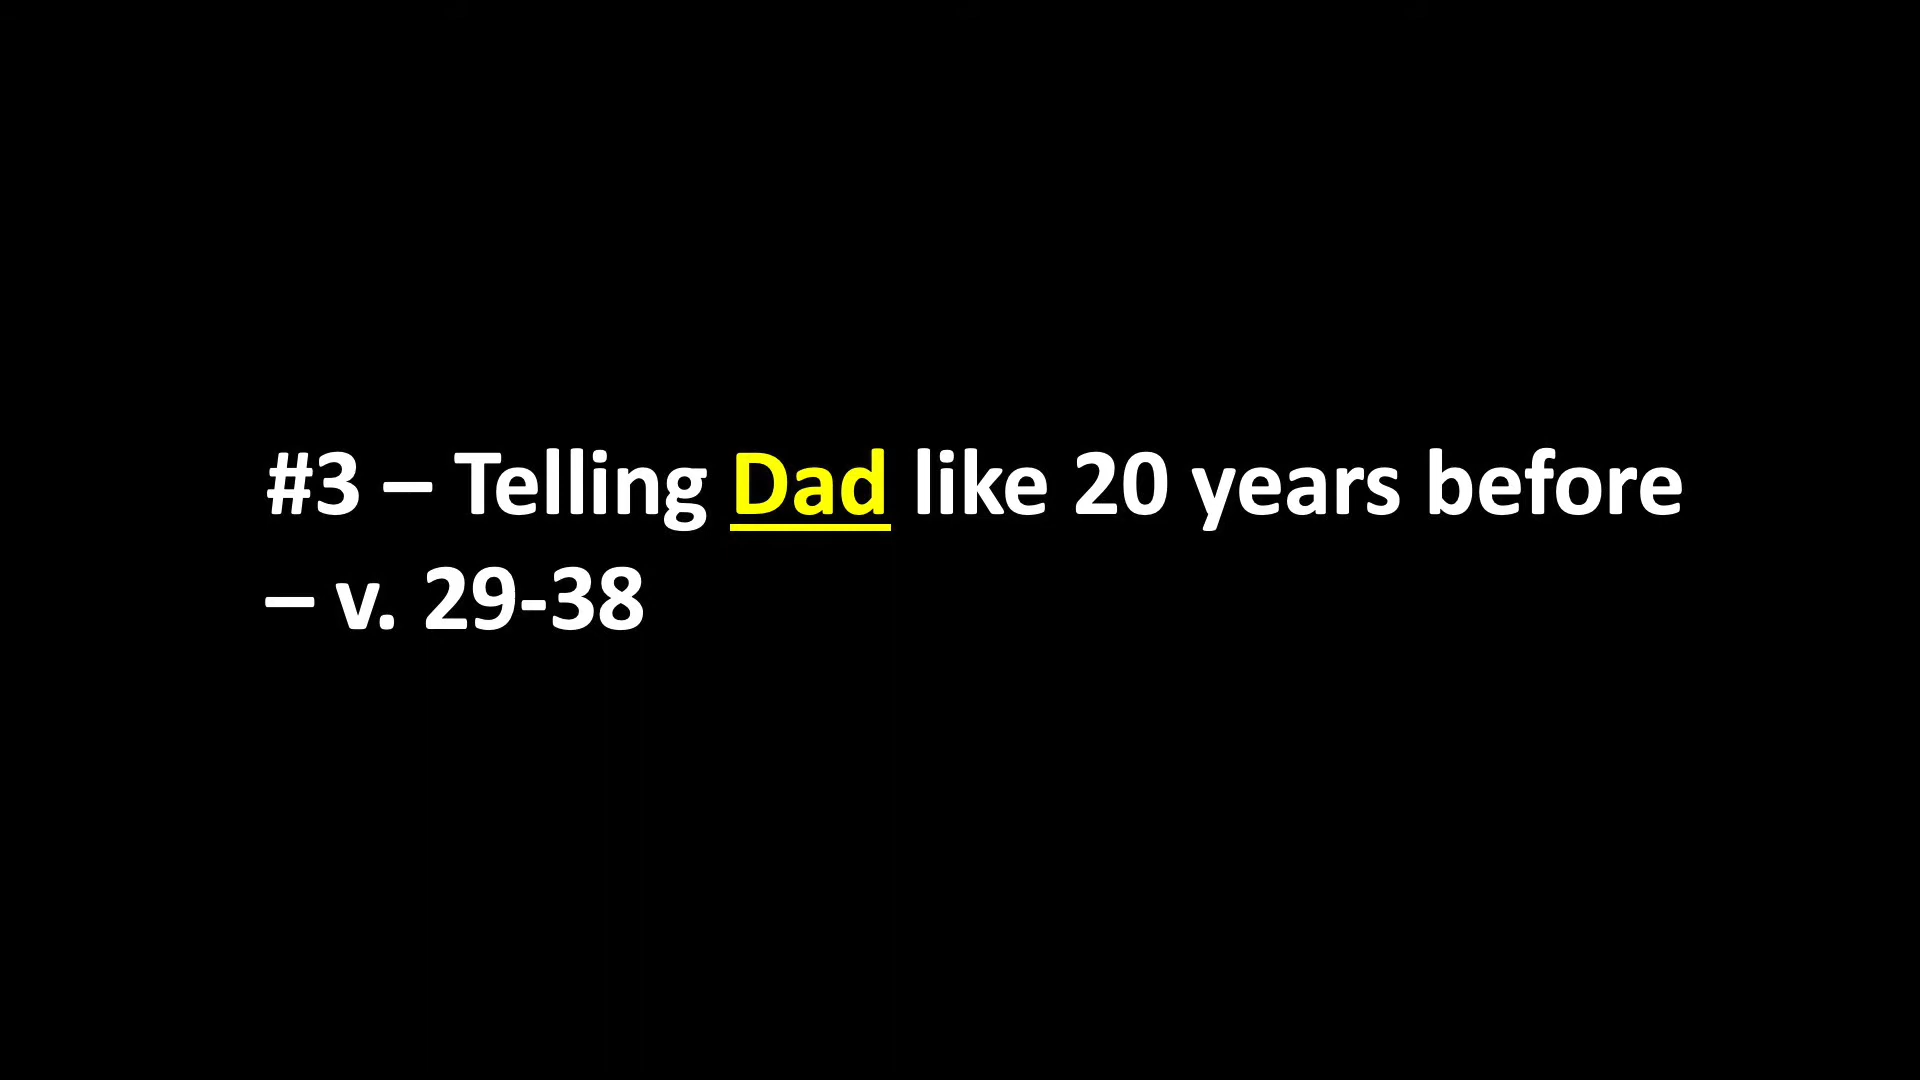 #3 – Telling Dad like 20 years before
– v. 29-38